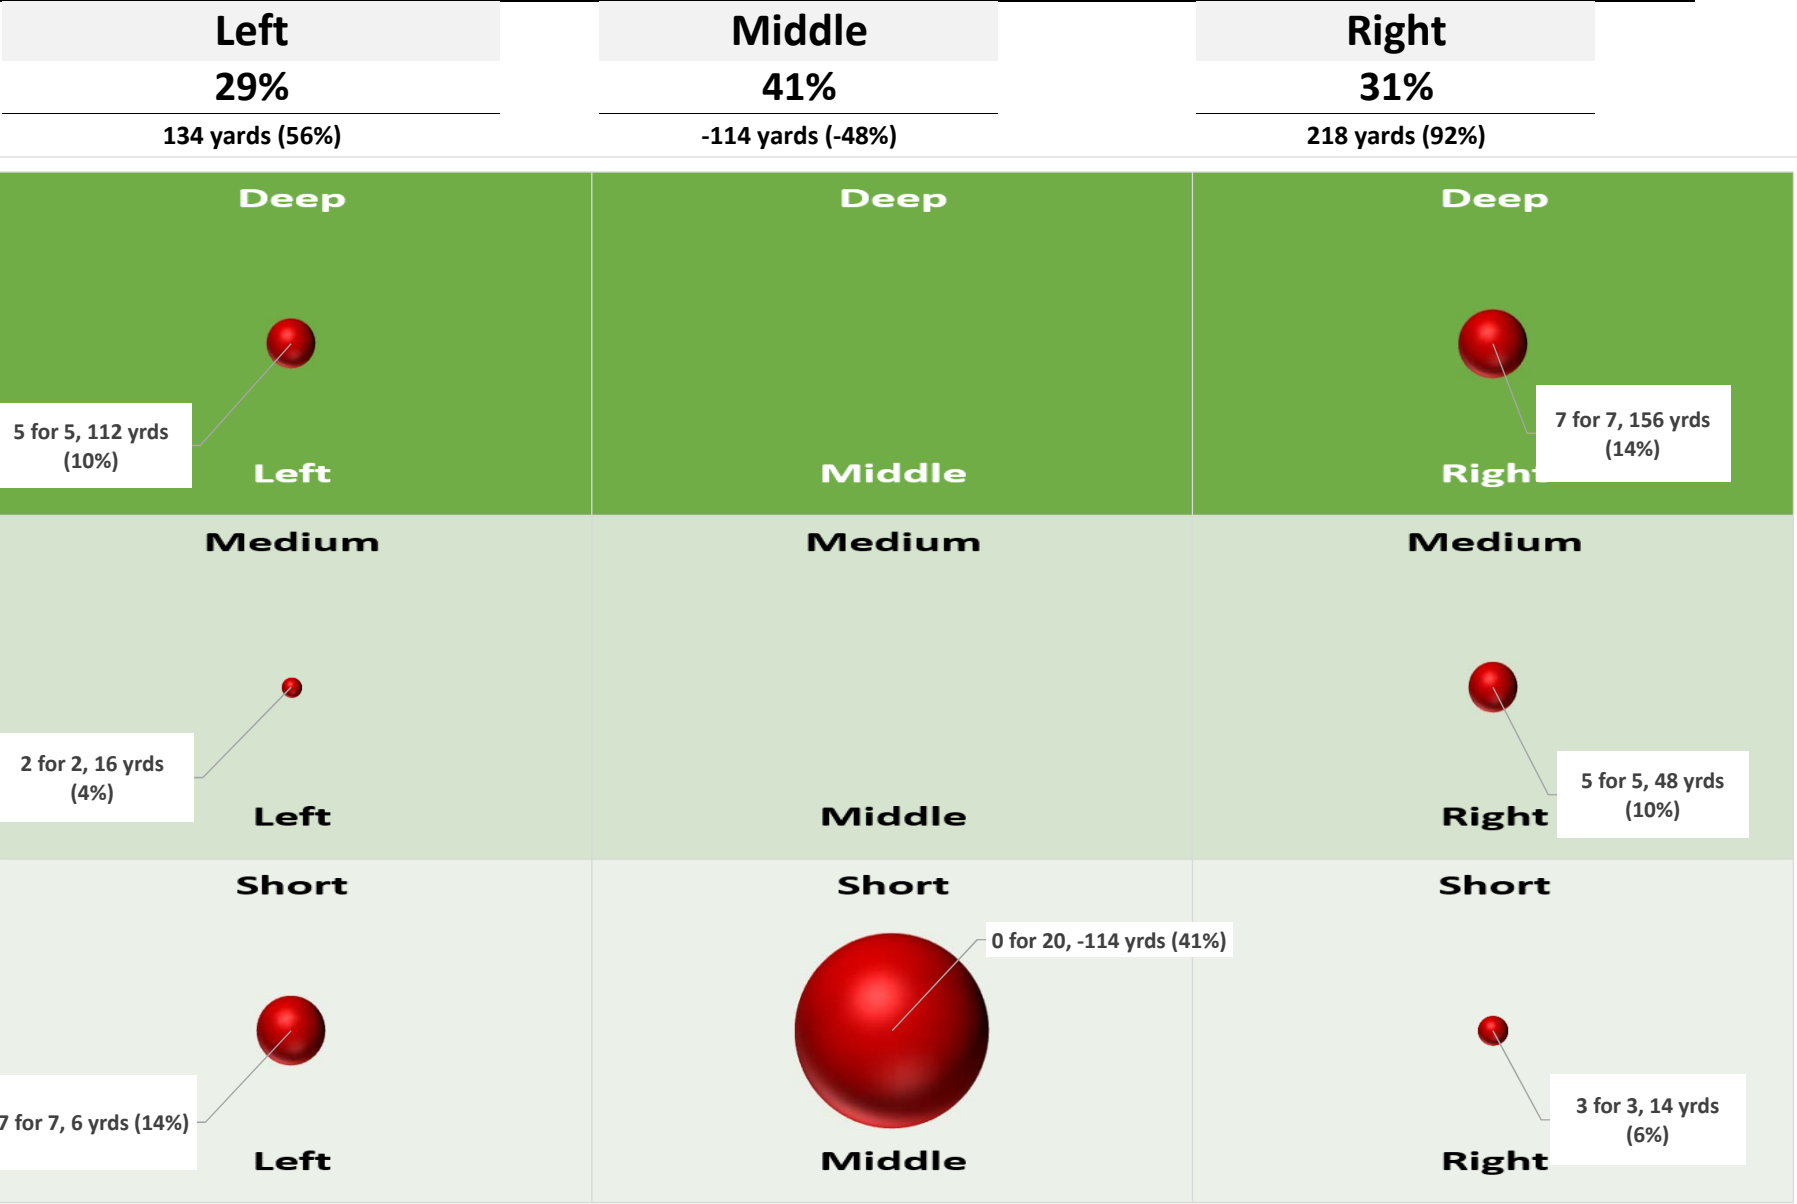 Left
Middle
Right
29%
41%
31%
134 yards (56%)
-114 yards (-48%)
218 yards (92%)
Deep
Deep
Deep
5 for 5, 112 yrds
(10%)
7 for 7, 156 yrds
(14%)
Left
Middle
Right
Medium
Medium
Medium
2 for 2, 16 yrds
(4%)
5 for 5, 48 yrds
(10%)
Left
Middle
Right
Short
Short
Short
0 for 20, -114 yrds (41%)
7 for 7, 6 yrds (14%)
3 for 3, 14 yrds
(6%)
Left
Middle
Right